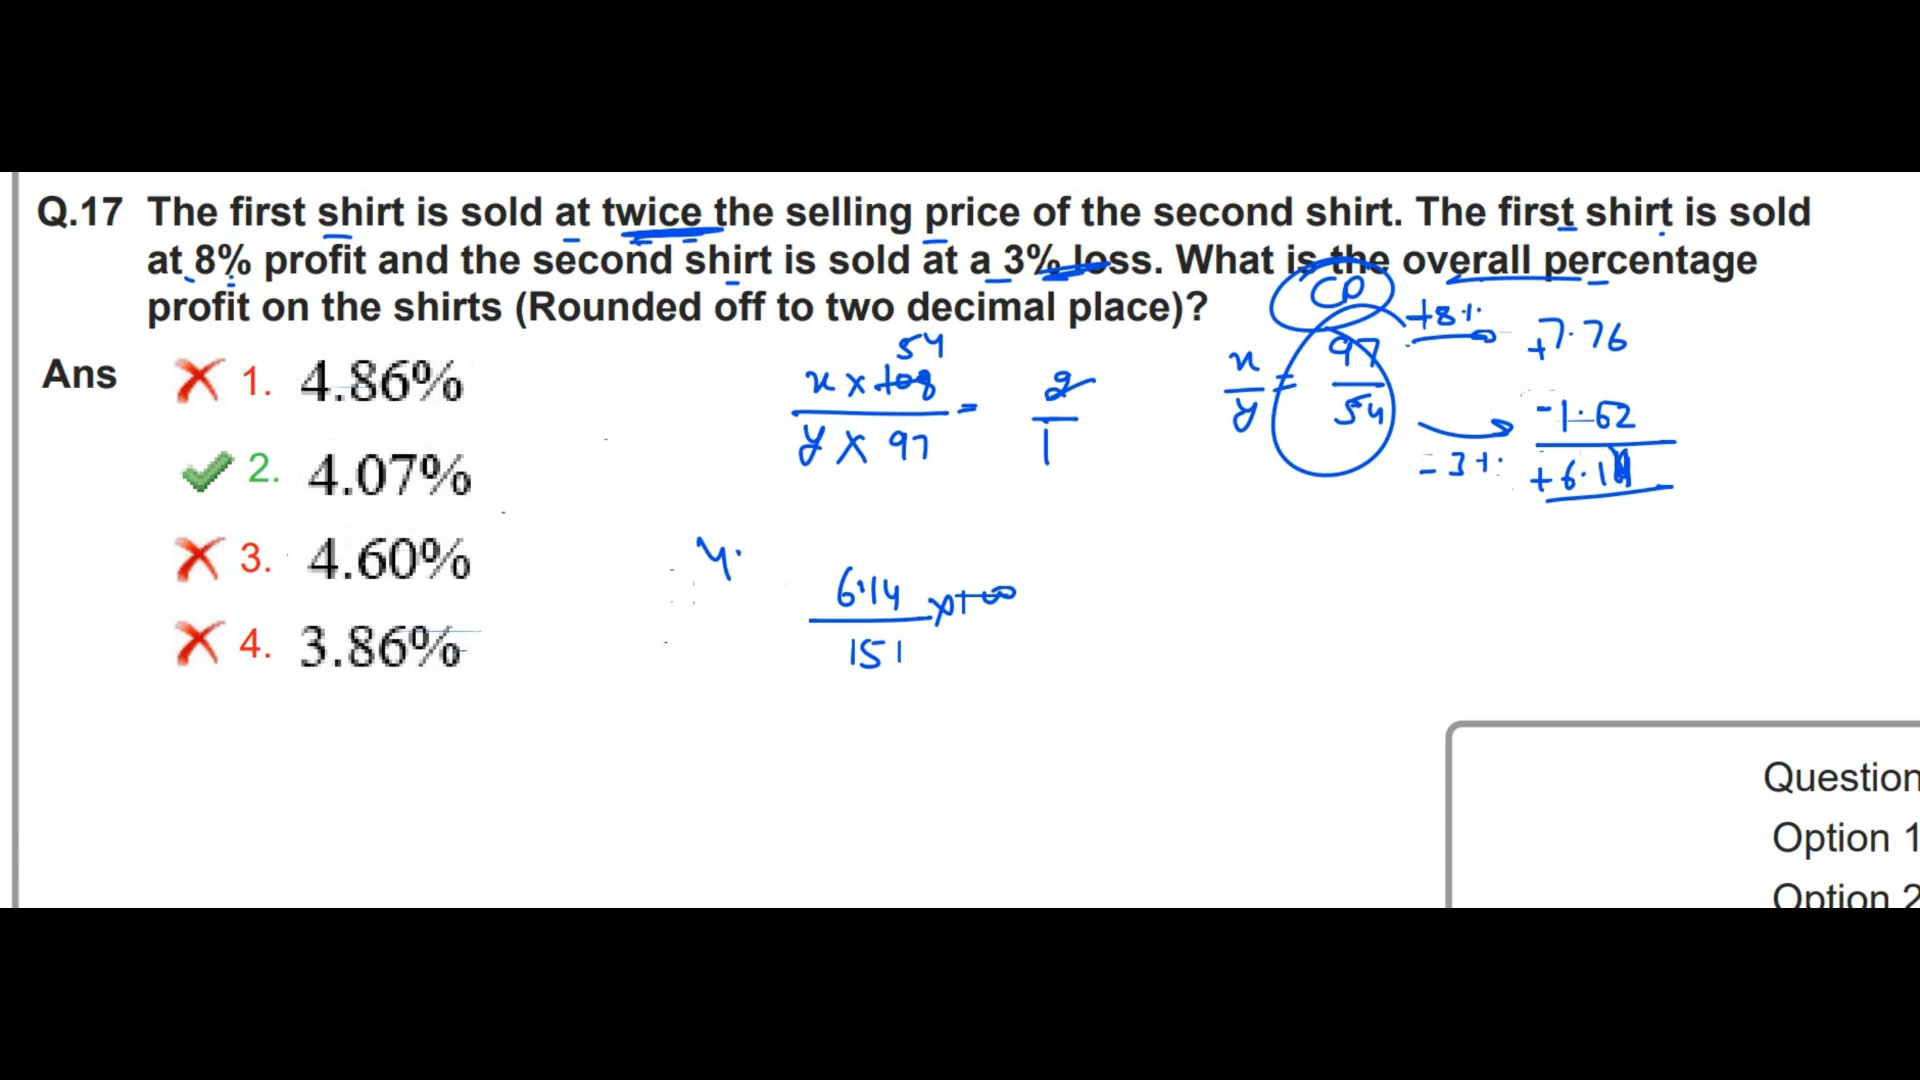 Q.17 The first shirt is sold at twice the selling price of the second shirt. The first shirt is sold
at 8% profit and the second shirt is sold at a 3% loss. What is the overall percentage
profit on the shirts (Rounded off to two decimal place)?
Ans
1. 4.86%
2. 4.07%
3. 4.60%
4. 3.86%
CP
54
x × 108 = 2
y × 97 1
x = 97
y 54
+8%
+7.76
-3%
-1.62
+6.14
6.14 × 100
151
Question
Option 1
Option 2